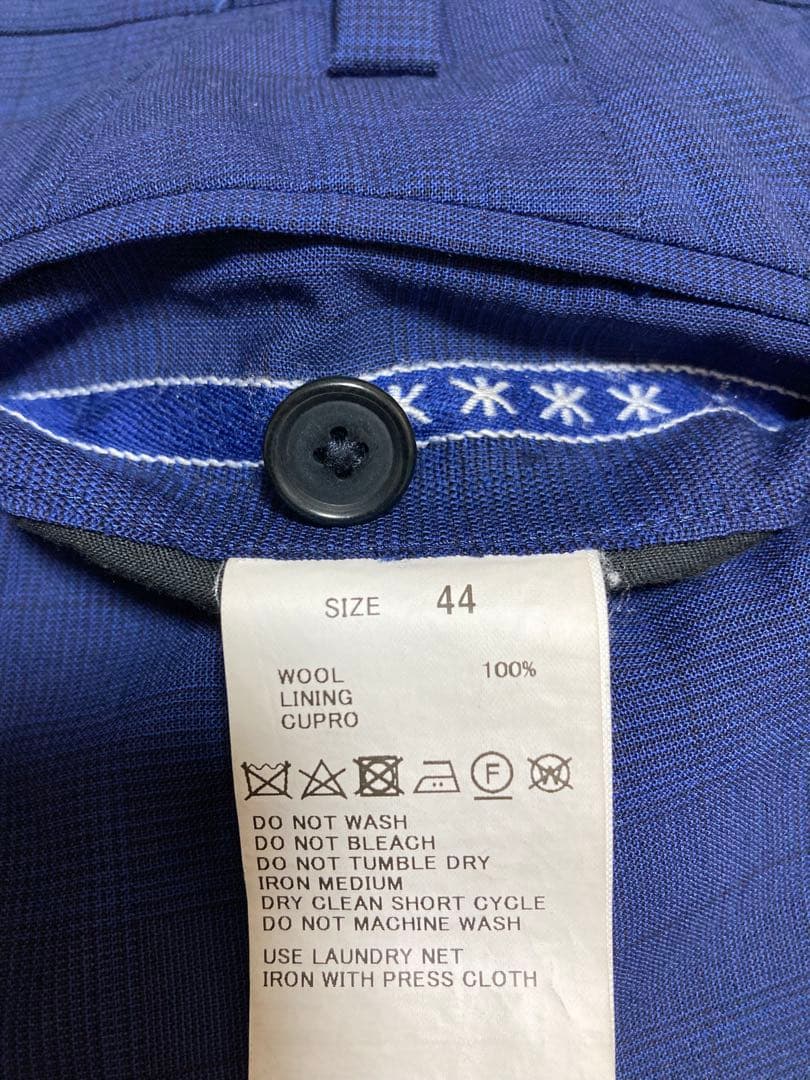 SIZE 44
WOOL 100%
LINING
CUPRO
F W
DO NOT WASH
DO NOT BLEACH
DO NOT TUMBLE DRY
IRON MEDIUM
DRY CLEAN SHORT CYCLE
DO NOT MACHINE WASH
USE LAUNDRY NET
IRON WITH PRESS CLOTH